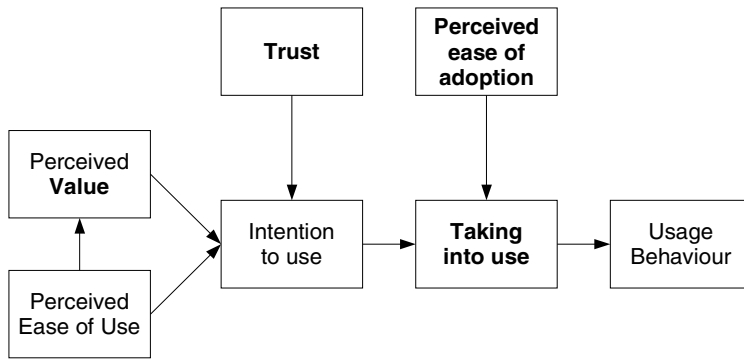 Trust
Perceived
ease of
adoption
Perceived
Value
Intention
to use
Taking
into use
Usage
Behaviour
Perceived
Ease of Use